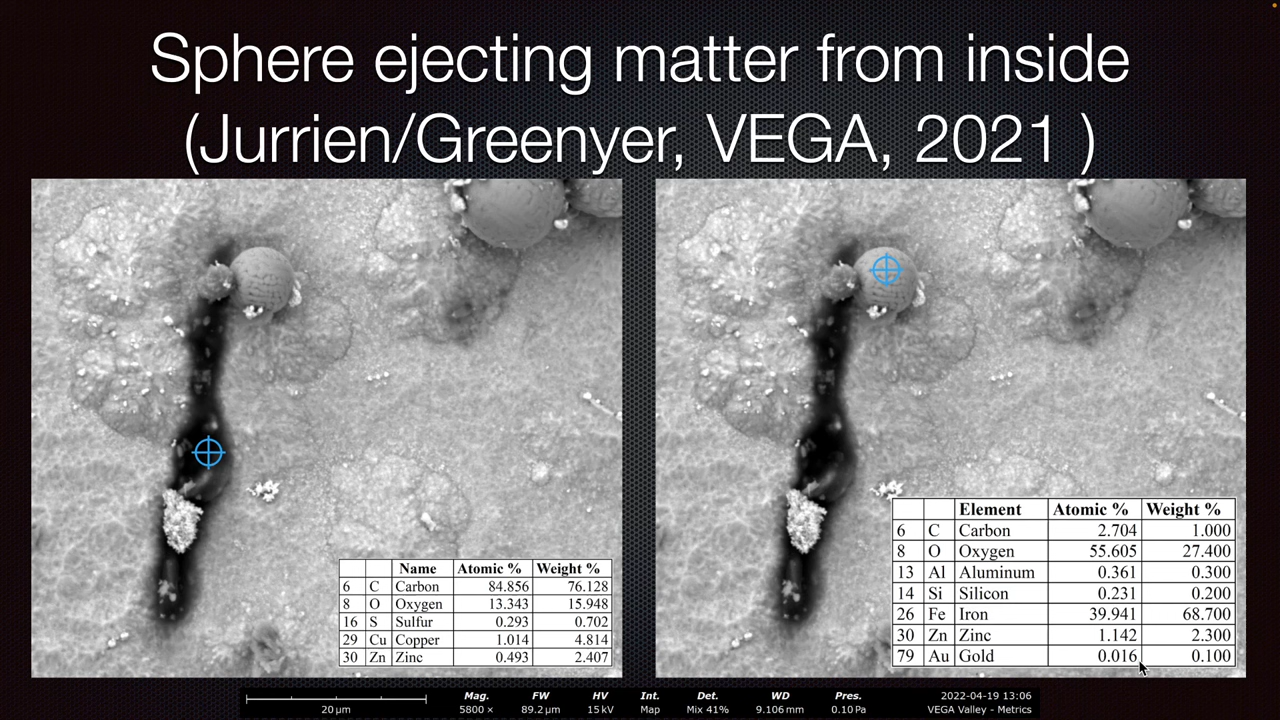 Sphere ejecting matter from inside
(Jurrien/Greenyer, VEGA, 2021 )
Name Atomic % Weight %
6 C Carbon 84.856 76.128
8 O Oxygen 13.343 15.948
16 S Sulfur 0.293 0.702
29 Cu Copper 1.014 4.814
30 Zn Zinc 0.493 2.407
Element Atomic % Weight %
6 C Carbon 2.704 1.000
8 O Oxygen 55.605 27.400
13 Al Aluminum 0.361 0.300
14 Si Silicon 0.231 0.200
26 Fe Iron 39.941 68.700
30 Zn Zinc 1.142 2.300
79 Au Gold 0.016 0.100
Mag. FW HV Int. Det. WD Pres. 2022-04-19 13:06
20 µm 5800 × 89.2 µm 15 kV Map Mix 41% 9.106 mm 0.10 Pa VEGA Valley - Metrics